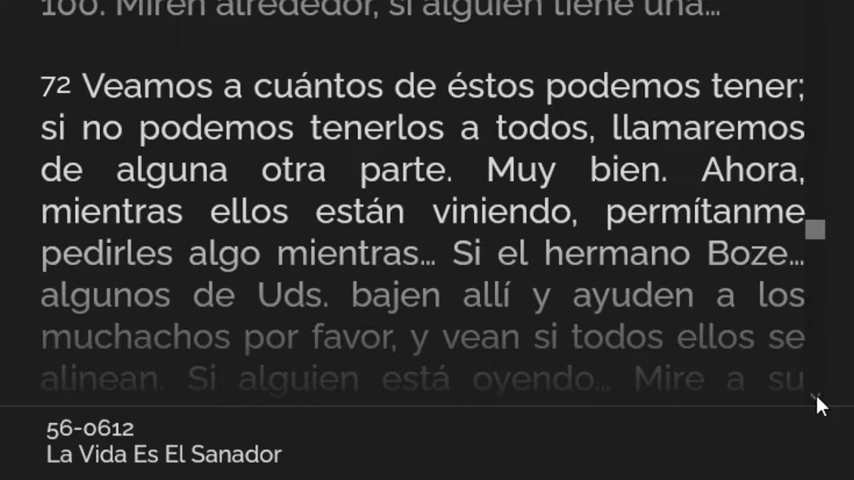 100. Miren alrededor, si alguien tiene una…
72 Veamos a cuántos de éstos podemos tener;
si no podemos tenerlos a todos, llamaremos
de alguna otra parte. Muy bien. Ahora,
mientras ellos están viniendo, permítanme
pedirles algo mientras… Si el hermano Boze…
algunos de Uds. bajen allí y ayuden a los
muchachos por favor, y vean si todos ellos se
alinean. Si alguien está oyendo… Mire a su
56-0612
La Vida Es El Sanador